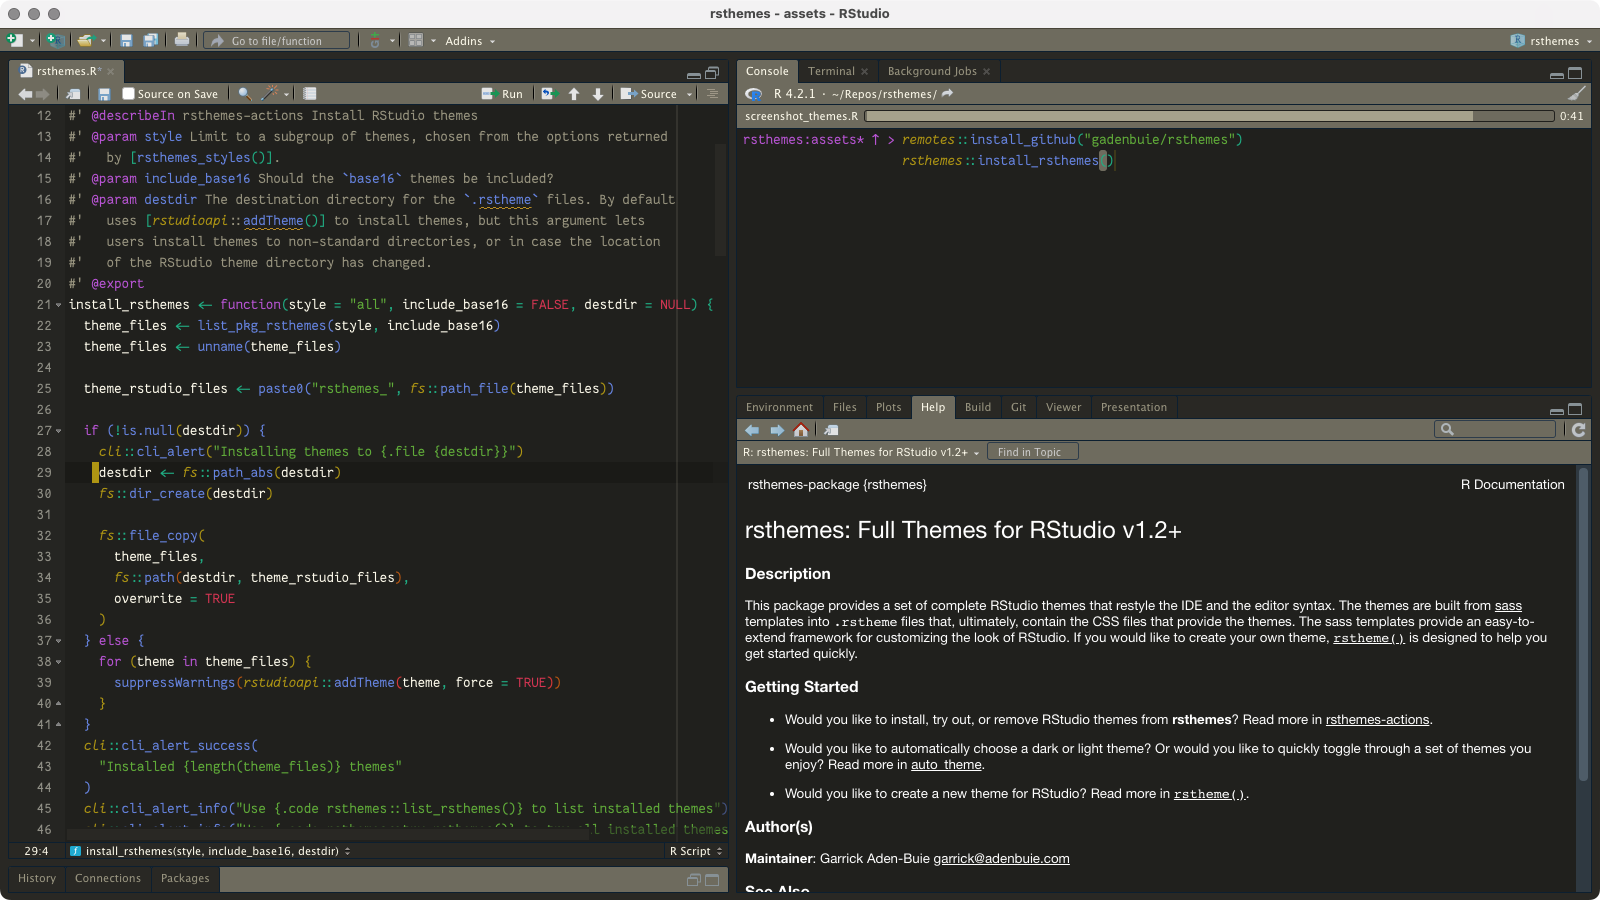 rsthemes - assets - RStudio
Go to file/function
Addins
rsthemes
rsthemes.R*
Source on Save
Run
Source
12 #' @describeIn rsthemes-actions Install RStudio themes
13 #' @param style Limit to a subgroup of themes, chosen from the options returned
14 #'   by [rsthemes_styles()].
15 #' @param include_base16 Should the `base16` themes be included?
16 #' @param destdir The destination directory for the `.rstheme` files. By default
17 #'   uses [rstudioapi::addTheme()] to install themes, but this argument lets
18 #'   users install themes to non-standard directories, or in case the location
19 #'   of the RStudio theme directory has changed.
20 #' @export
21 install_rsthemes <- function(style = "all", include_base16 = FALSE, destdir = NULL) {
22   theme_files <- list_pkg_rsthemes(style, include_base16)
23   theme_files <- unname(theme_files)
24
25   theme_rstudio_files <- paste0("rsthemes_", fs::path_file(theme_files))
26
27   if (!is.null(destdir)) {
28     cli::cli_alert("Installing themes to {.file {destdir}}")
29     destdir <- fs::path_abs(destdir)
30     fs::dir_create(destdir)
31
32     fs::file_copy(
33       theme_files,
34       fs::path(destdir, theme_rstudio_files),
35       overwrite = TRUE
36     )
37   } else {
38     for (theme in theme_files) {
39       suppressWarnings(rstudioapi::addTheme(theme, force = TRUE))
40     }
41   }
42   cli::cli_alert_success(
43     "Installed {length(theme_files)} themes"
44   )
45   cli::cli_alert_info("Use {.code rsthemes::list_rsthemes()} to list installed themes")
46
29:4 install_rsthemes(style, include_base16, destdir) R Script
History Connections Packages
Console Terminal Background Jobs
R 4.2.1 · ~/Repos/rsthemes/
screenshot_themes.R 0:41
rsthemes:assets* ↑ > remotes::install_github("gadenbuie/rsthemes")
rsthemes::install_rsthemes()
Environment Files Plots Help Build Git Viewer Presentation
R: rsthemes: Full Themes for RStudio v1.2+ Find in Topic
rsthemes-package {rsthemes} R Documentation
rsthemes: Full Themes for RStudio v1.2+
Description
This package provides a set of complete RStudio themes that restyle the IDE and the editor syntax. The themes are built from sass
templates into .rstheme files that, ultimately, contain the CSS files that provide the themes. The sass templates provide an easy-to-
extend framework for customizing the look of RStudio. If you would like to create your own theme, rstheme() is designed to help you
get started quickly.
Getting Started
• Would you like to install, try out, or remove RStudio themes from rsthemes? Read more in rsthemes-actions.
• Would you like to automatically choose a dark or light theme? Or would you like to quickly toggle through a set of themes you
enjoy? Read more in auto_theme.
• Would you like to create a new theme for RStudio? Read more in rstheme().
Author(s)
Maintainer: Garrick Aden-Buie garrick@adenbuie.com
See Also